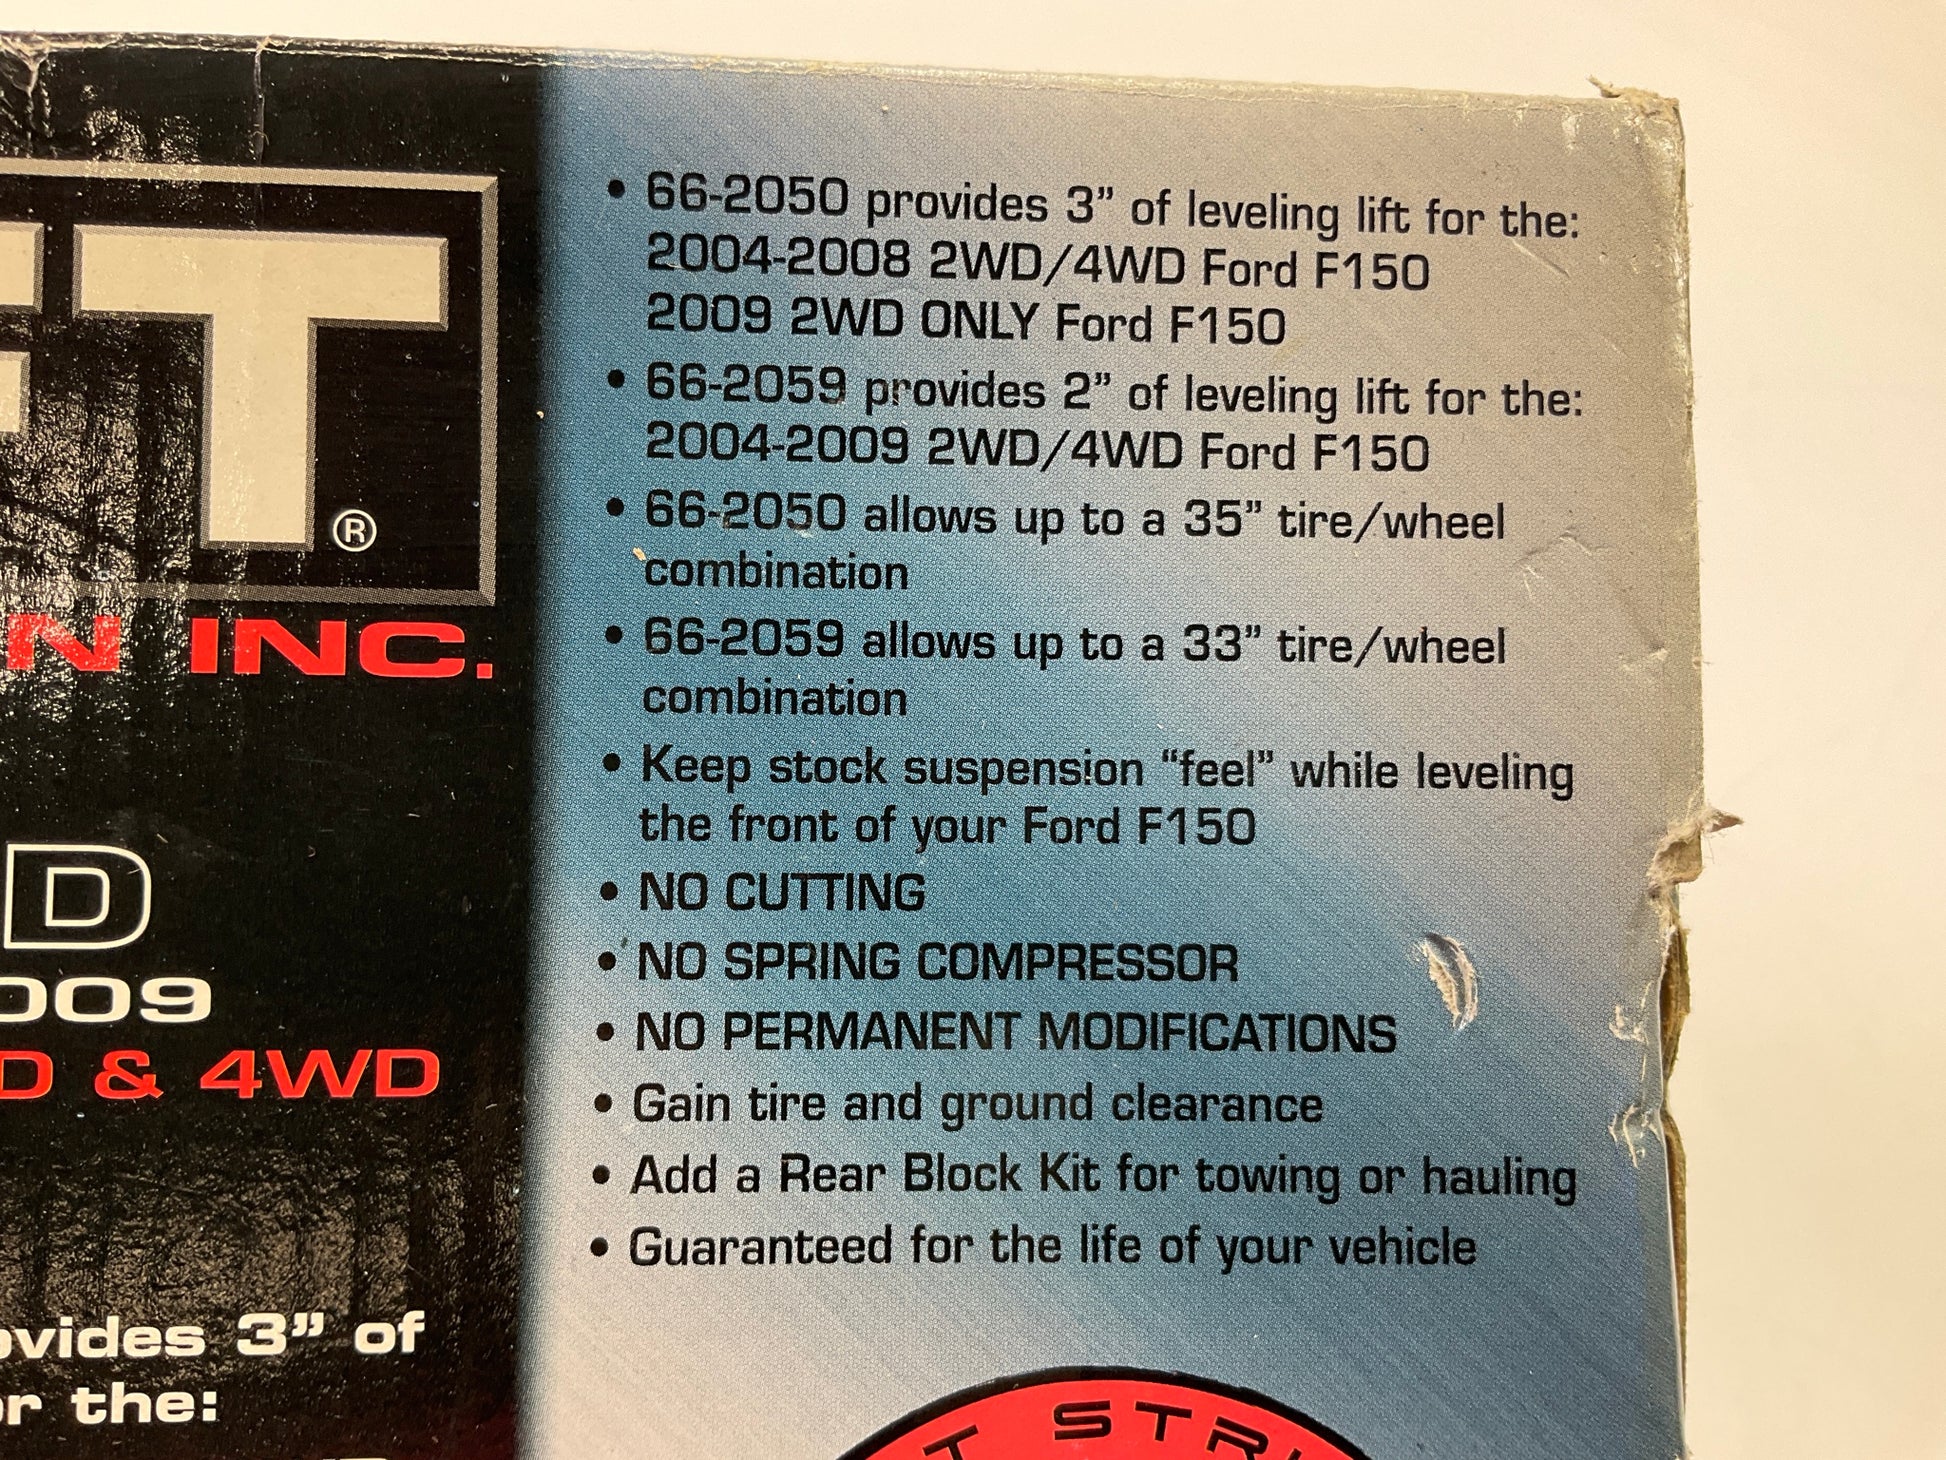 FT®
N INC.
D
009
D & 4WD
vides 3” of
r the:
• 66-2050 provides 3” of leveling lift for the:
2004-2008 2WD/4WD Ford F150
2009 2WD ONLY Ford F150
• 66-2059 provides 2” of leveling lift for the:
2004-2009 2WD/4WD Ford F150
• 66-2050 allows up to a 35” tire/wheel
combination
• 66-2059 allows up to a 33” tire/wheel
combination
• Keep stock suspension “feel” while leveling
the front of your Ford F150
• NO CUTTING
• NO SPRING COMPRESSOR
• NO PERMANENT MODIFICATIONS
• Gain tire and ground clearance
• Add a Rear Block Kit for towing or hauling
• Guaranteed for the life of your vehicle
T STRI